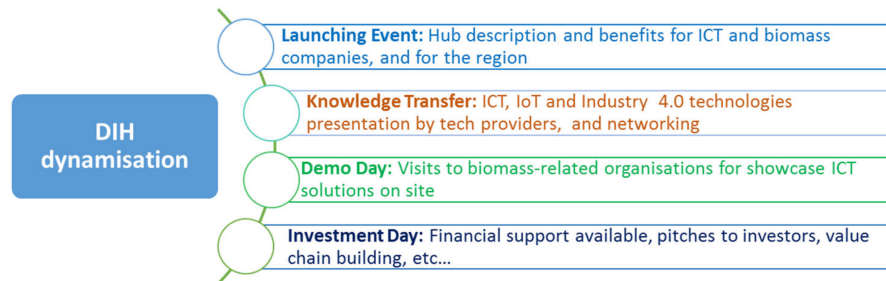 DIH
dynamisation
Launching Event: Hub description and benefits for ICT and biomass
companies, and for the region
Knowledge Transfer: ICT, IoT and Industry 4.0 technologies
presentation by tech providers, and networking
Demo Day: Visits to biomass-related organisations for showcase ICT
solutions on site
Investment Day: Financial support available, pitches to investors, value
chain building, etc...